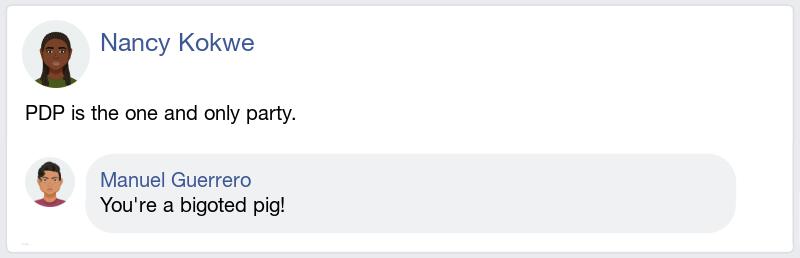 Nancy Kokwe
PDP is the one and only party.
Manuel Guerrero
You're a bigoted pig!